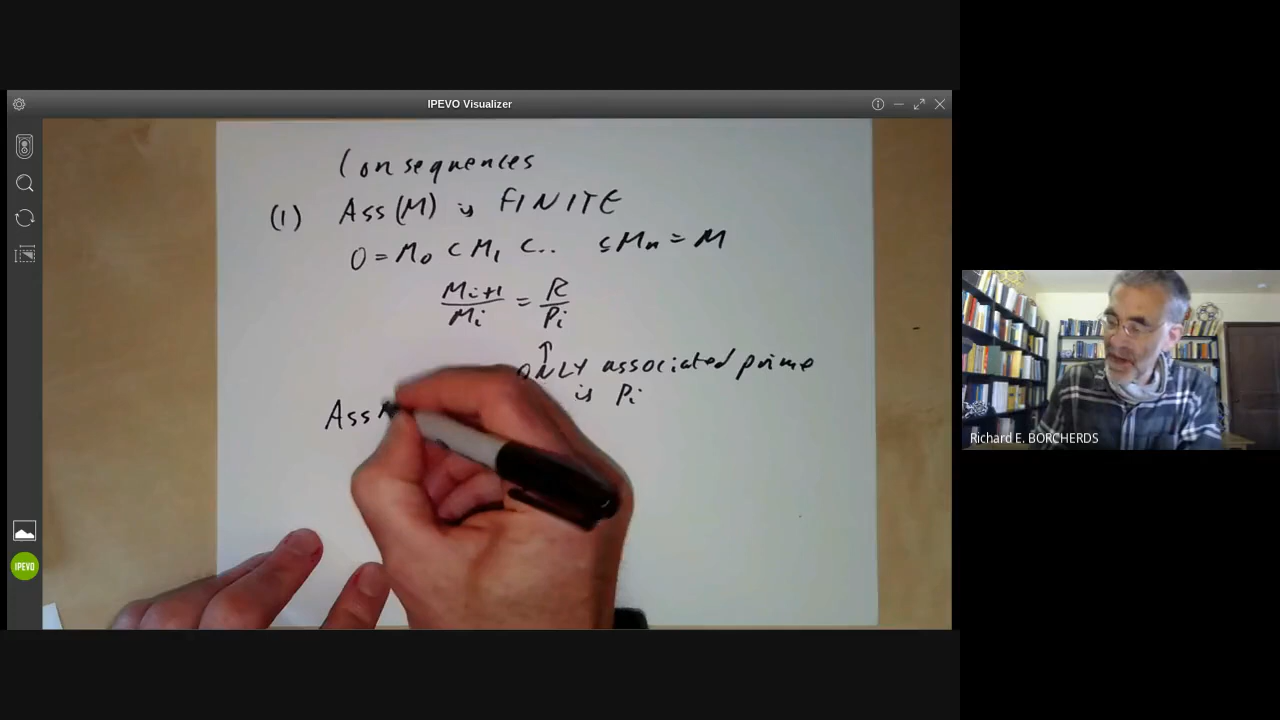 IPEVO Visualizer
Consequences
(1) Ass(M) is FINITE
0 = M₀ ⊂ M₁ ⊂ .. ⊆ Mₙ = M
Mᵢ₊₁/Mᵢ = R/Pᵢ
↑
ONLY associated prime
is Pᵢ
Ass
IPEVO
Richard E. BORCHERDS